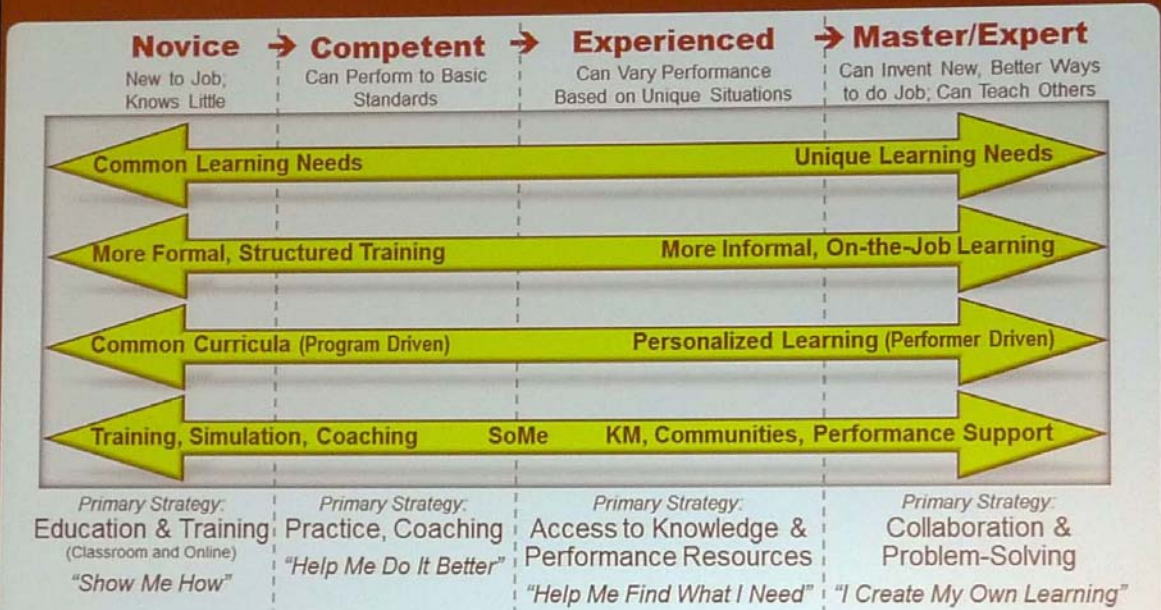 Novice → Competent → Experienced → Master/Expert
New to Job;
Knows Little
Can Perform to Basic
Standards
Can Vary Performance
Based on Unique Situations
Can Invent New, Better Ways
to do Job; Can Teach Others
Common Learning Needs
Unique Learning Needs
More Formal, Structured Training
More Informal, On-the-Job Learning
Common Curricula (Program Driven)
Personalized Learning (Performer Driven)
Training, Simulation, Coaching
SoMe
KM, Communities, Performance Support
Primary Strategy:
Education & Training
(Classroom and Online)
"Show Me How"
Primary Strategy:
Practice, Coaching
"Help Me Do It Better"
Primary Strategy:
Access to Knowledge &
Performance Resources
"Help Me Find What I Need"
Primary Strategy:
Collaboration &
Problem-Solving
"I Create My Own Learning"